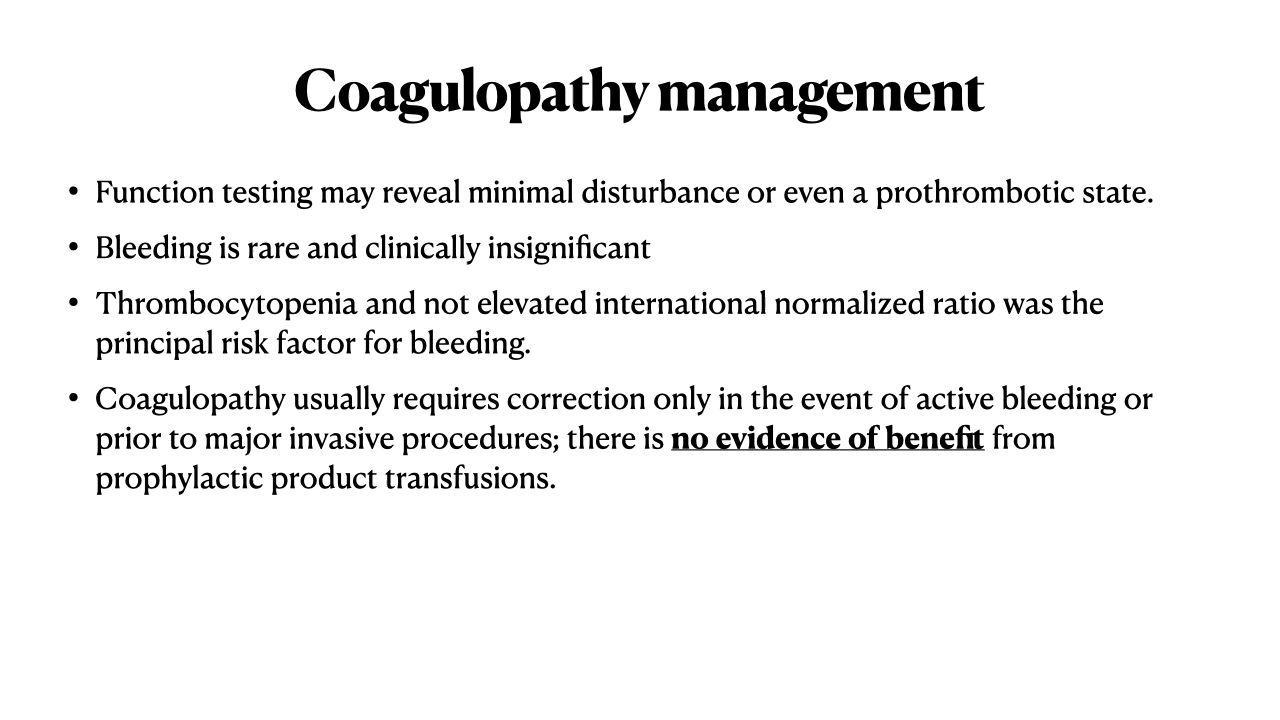 Coagulopathy management
• Function testing may reveal minimal disturbance or even a prothrombotic state.
• Bleeding is rare and clinically insignificant
• Thrombocytopenia and not elevated international normalized ratio was the
principal risk factor for bleeding.
• Coagulopathy usually requires correction only in the event of active bleeding or
prior to major invasive procedures; there is no evidence of benefit from
prophylactic product transfusions.